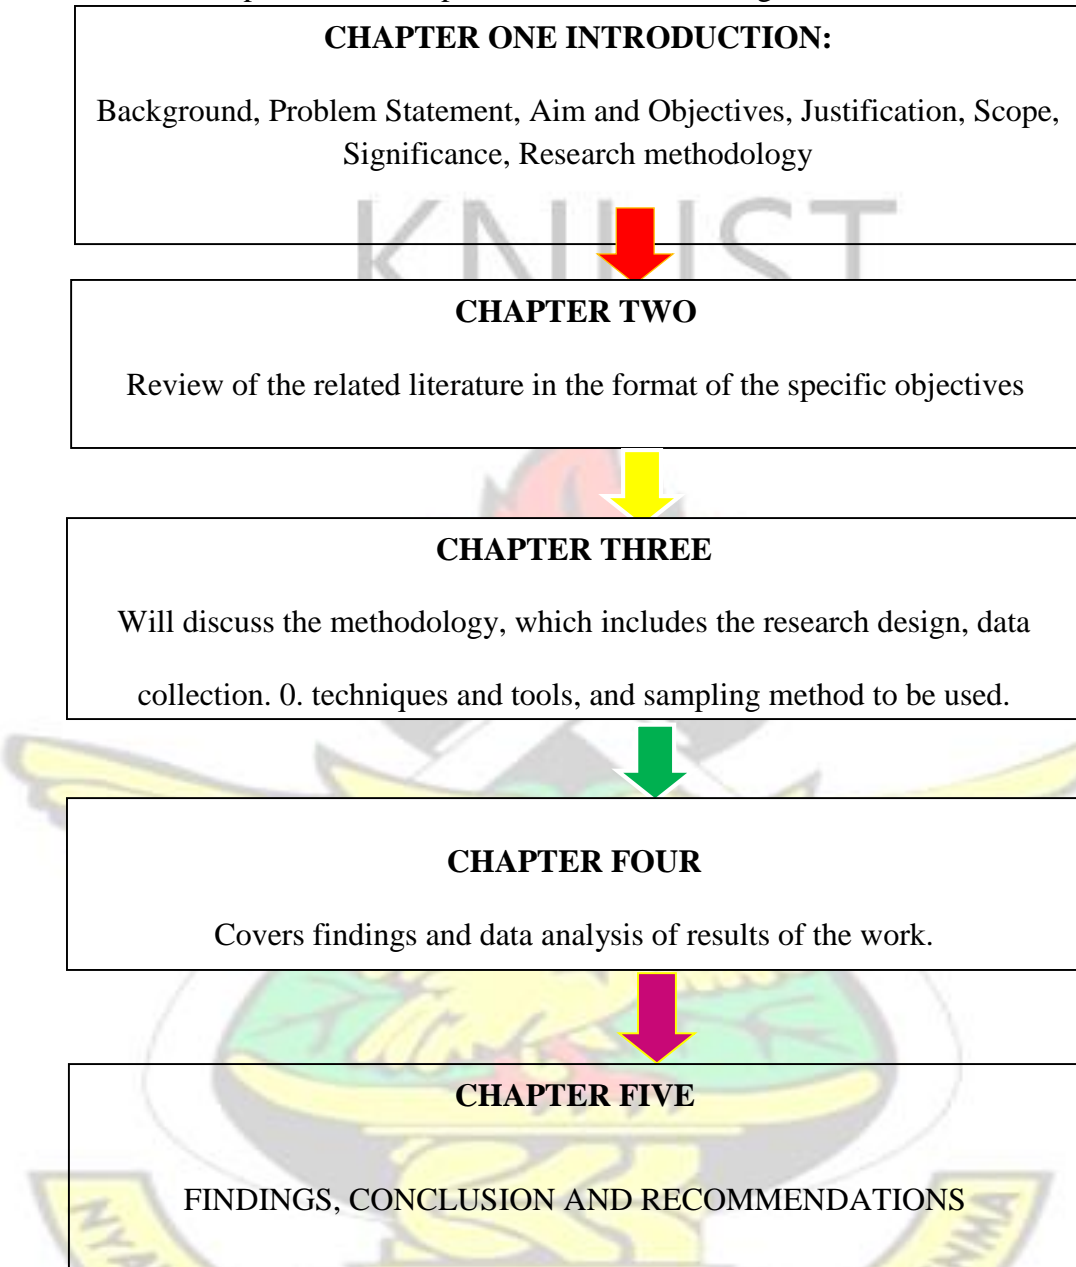 CHAPTER ONE INTRODUCTION:
Background, Problem Statement, Aim and Objectives, Justification, Scope,
Significance, Research methodology
KNUST
CHAPTER TWO
Review of the related literature in the format of the specific objectives
CHAPTER THREE
Will discuss the methodology, which includes the research design, data
collection. 0. techniques and tools, and sampling method to be used.
CHAPTER FOUR
Covers findings and data analysis of results of the work.
CHAPTER FIVE
FINDINGS, CONCLUSION AND RECOMMENDATIONS